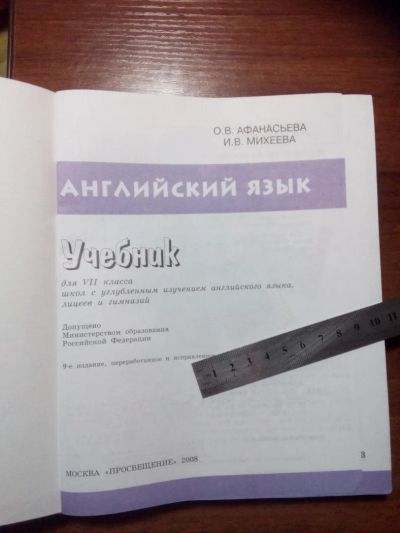 О.В. АФАНАСЬЕВА
И.В. МИХЕЕВА
АНГЛИЙСКИЙ ЯЗЫК
Учебник
для VII класса
школ с углубленным изучением английского языка,
лицеев и гимназий
Допущено
Министерством образования
Российской Федерации
9-е издание, переработанное и исправленное
1 2 3 4 5 6 7 8 9 10 11
МОСКВА «ПРОСВЕЩЕНИЕ» 2008
3